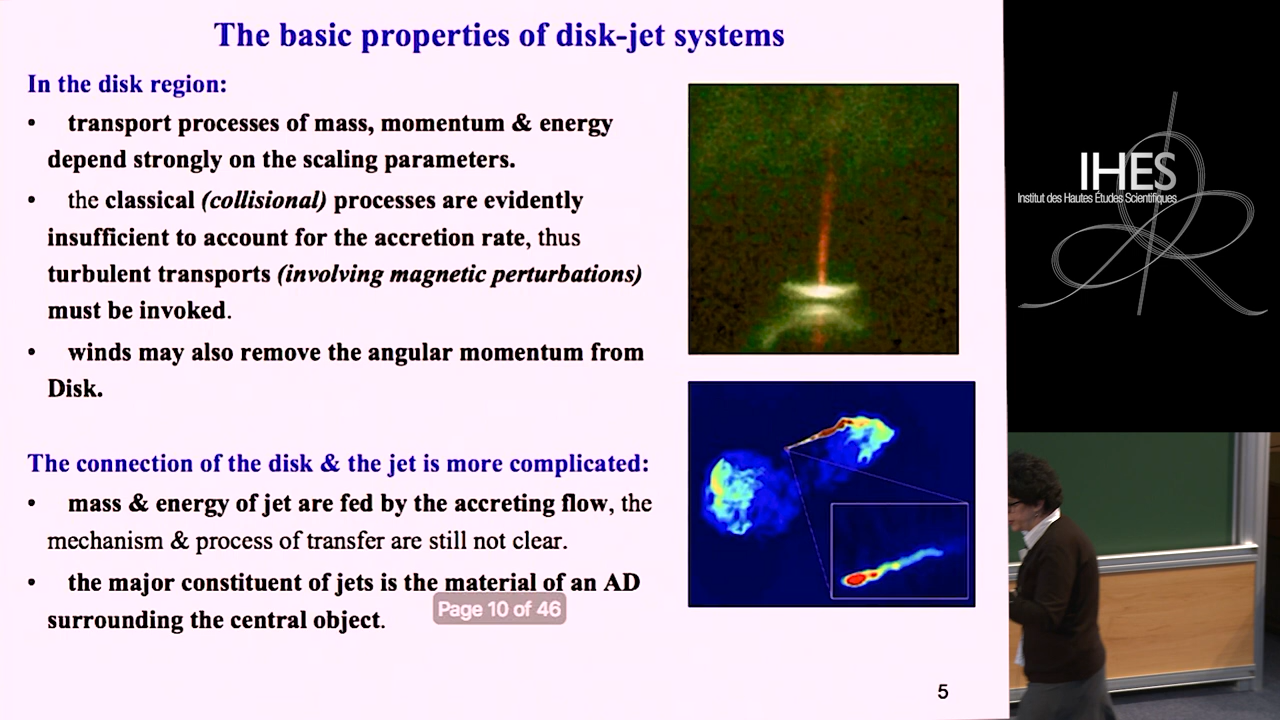 The basic properties of disk-jet systems
In the disk region:
• transport processes of mass, momentum & energy
depend strongly on the scaling parameters.
• the classical (collisional) processes are evidently
insufficient to account for the accretion rate, thus
turbulent transports (involving magnetic perturbations)
must be invoked.
• winds may also remove the angular momentum from
Disk.
The connection of the disk & the jet is more complicated:
• mass & energy of jet are fed by the accreting flow, the
mechanism & process of transfer are still not clear.
• the major constituent of jets is the material of an AD
surrounding the central object.
Page 10 of 46
5
IHES
Institut des Hautes Études Scientifiques